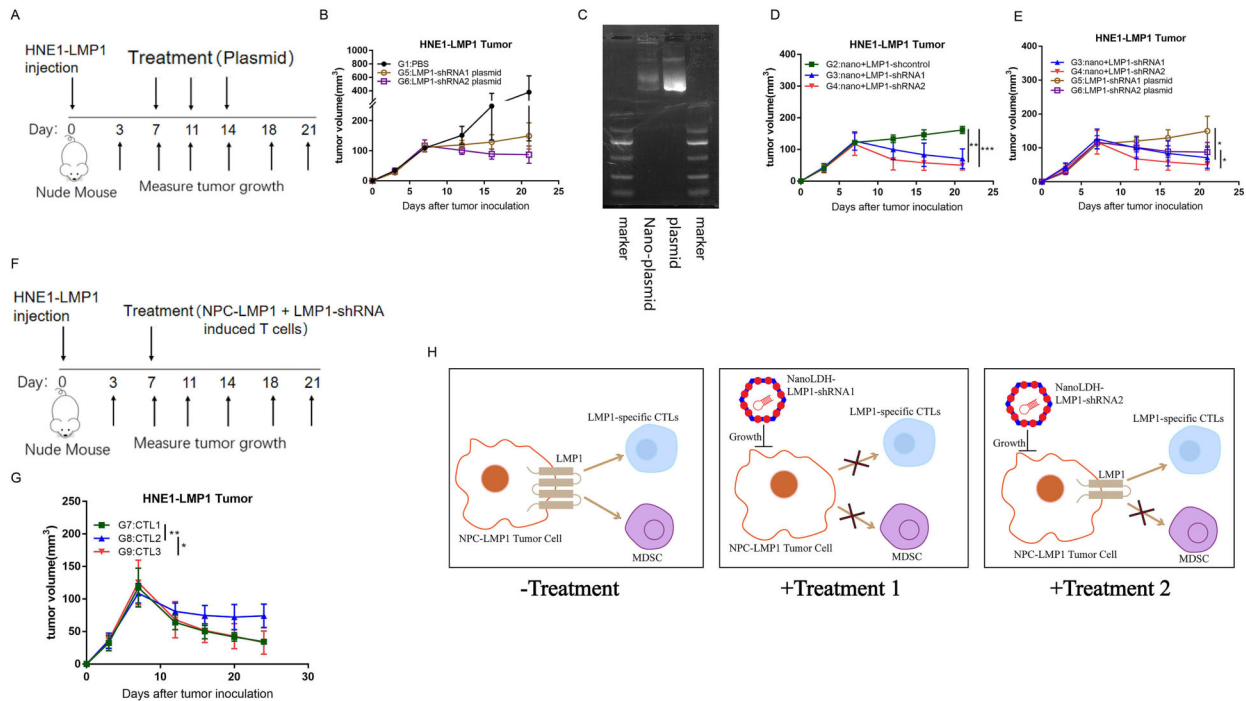 A
HNE1-LMP1
injection
Treatment (Plasmid)
Day: 0 3 7 11 14 18 21
Nude Mouse
Measure tumor growth
B
HNE1-LMP1 Tumor
G1:PBS
G5:LMP1-shRNA1 plasmid
G6:LMP1-shRNA2 plasmid
tumor volume(mm³)
1000
800
600
400
200
200
100
0
0 5 10 15 20 25
Days after tumor inoculation
C
marker
Nano-plasmid
plasmid
marker
D
HNE1-LMP1 Tumor
G2:nano+LMP1-shcontrol
G3:nano+LMP1-shRNA1
G4:nano+LMP1-shRNA2
tumor volume(mm³)
400
300
200
100
0
0 5 10 15 20 25
** ***
Days after tumor inoculation
E
HNE1-LMP1 Tumor
G3:nano+LMP1-shRNA1
G4:nano+LMP1-shRNA2
G5:LMP1-shRNA1 plasmid
G6:LMP1-shRNA2 plasmid
tumor volume(mm³)
400
300
200
100
0
0 5 10 15 20 25
*
*
Days after tumor inoculation
F
HNE1-LMP1
injection
Treatment (NPC-LMP1 + LMP1-shRNA
induced T cells)
Day: 0 3 7 11 14 18 21
Nude Mouse
Measure tumor growth
G
HNE1-LMP1 Tumor
G7:CTL1
G8:CTL2
G9:CTL3
**
*
tumor volume(mm³)
250
200
150
100
50
0
0 10 20 30
Days after tumor inoculation
H
LMP1-specific CTLs
LMP1
NPC-LMP1 Tumor Cell
MDSC
-Treatment
NanoLDH-
LMP1-shRNA1
LMP1-specific CTLs
Growth
NPC-LMP1 Tumor Cell
MDSC
+Treatment 1
NanoLDH-
LMP1-shRNA2
LMP1-specific CTLs
Growth
LMP1
NPC-LMP1 Tumor Cell
MDSC
+Treatment 2